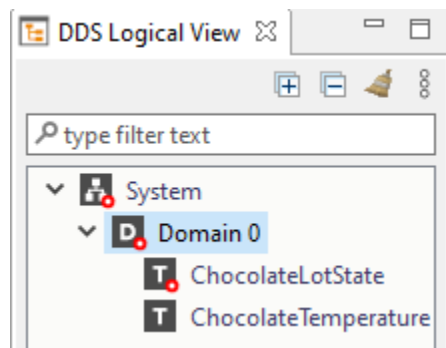 DDS Logical View
type filter text
System
D Domain 0
T ChocolateLotState
T ChocolateTemperature